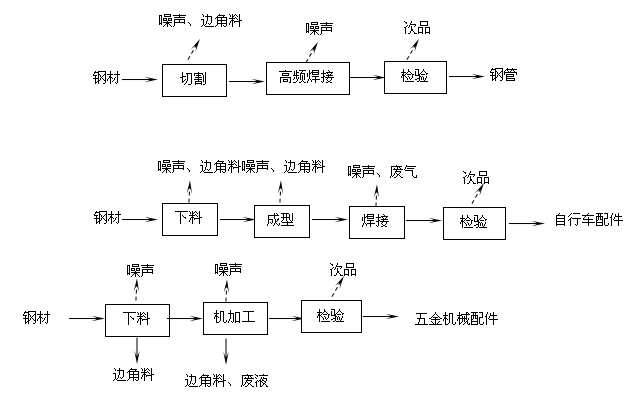 噪声、边角料
噪声
次品
钢材
切割
高频焊接
检验
钢管
噪声、边角料
噪声、边角料
噪声、废气
次品
钢材
下料
成型
焊接
检验
自行车配件
噪声
噪声
次品
钢材
下料
机加工
检验
五金机械配件
边角料
边角料、废液